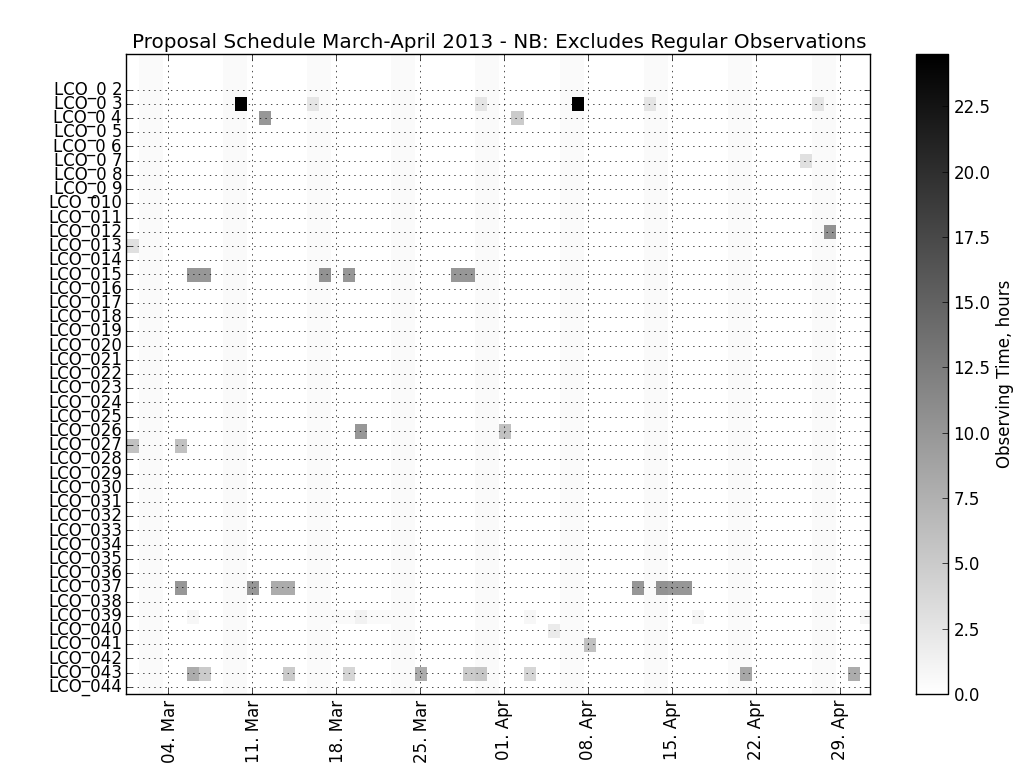 Proposal Schedule March-April 2013 - NB: Excludes Regular Observations
LCO_0 2
LCO_0 3
LCO_0 4
LCO_0 5
LCO_0 6
LCO_0 7
LCO_0 8
LCO_0 9
LCO_010
LCO_011
LCO_012
LCO_013
LCO_014
LCO_015
LCO_016
LCO_017
LCO_018
LCO_019
LCO_020
LCO_021
LCO_022
LCO_023
LCO_024
LCO_025
LCO_026
LCO_027
LCO_028
LCO_029
LCO_030
LCO_031
LCO_032
LCO_033
LCO_034
LCO_035
LCO_036
LCO_037
LCO_038
LCO_039
LCO_040
LCO_041
LCO_042
LCO_043
LCO_044
04. Mar
11. Mar
18. Mar
25. Mar
01. Apr
08. Apr
15. Apr
22. Apr
29. Apr
22.5
20.0
17.5
15.0
12.5
10.0
7.5
5.0
2.5
0.0
Observing Time, hours